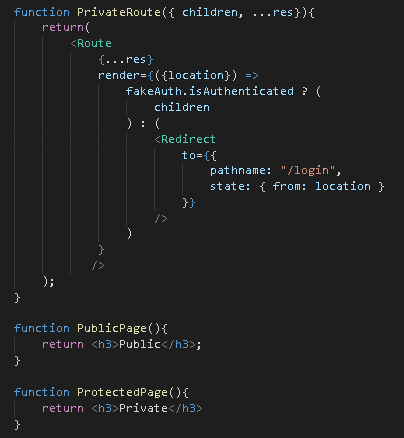 function PrivateRoute({ children, ...res}){
    return(
        <Route
            {...res}
            render={({location}) =>
                fakeAuth.isAuthenticated ? (
                    children
                ) : (
                    <Redirect
                        to={{
                            pathname: "/login",
                            state: { from: location }
                        }}
                    />
                )
            }
           />
    );
}

function PublicPage(){
    return <h3>Public</h3>;
}

function ProtectedPage(){
    return <h3>Private</h3>
}